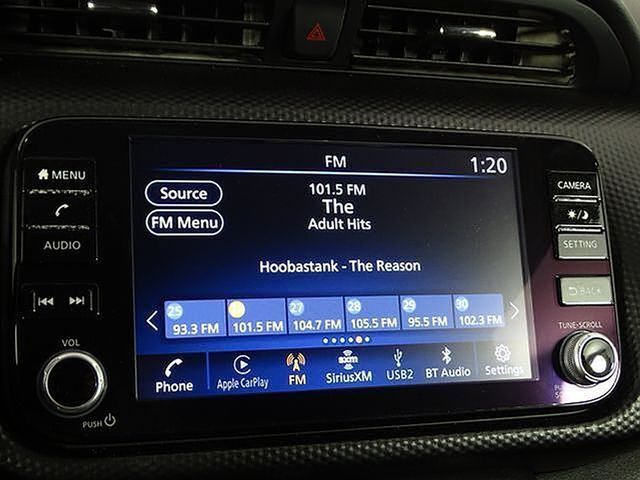 FM
1:20
MENU
AUDIO
CAMERA
SETTING
BACK
Source
FM Menu
101.5 FM
The
Adult Hits
Hoobastank - The Reason
25 26 27 28 29 30
93.3 FM 101.5 FM 104.7 FM 105.5 FM 95.5 FM 102.3 FM
VOL
TUNE·SCROLL
Phone Apple CarPlay FM SiriusXM USB2 BT Audio Settings
sxm
PUSH